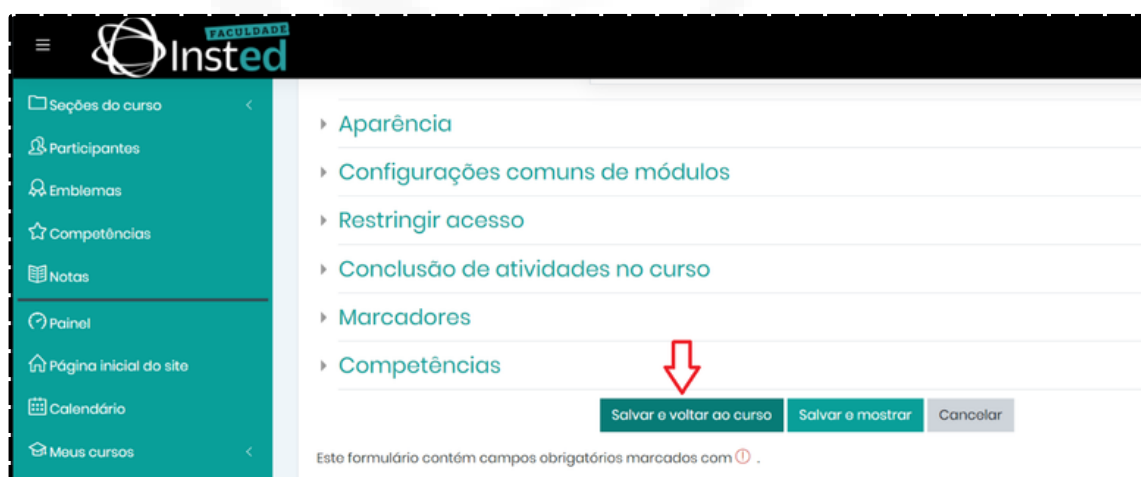 FACULDADE
Insted
Seções do curso
Participantes
Emblemas
Competências
Notas
Painel
Página inicial do site
Calendário
Meus cursos
Aparência
Configurações comuns de módulos
Restringir acesso
Conclusão de atividades no curso
Marcadores
Competências
Salvar e voltar ao curso Salvar e mostrar Cancelar
Este formulário contém campos obrigatórios marcados com .